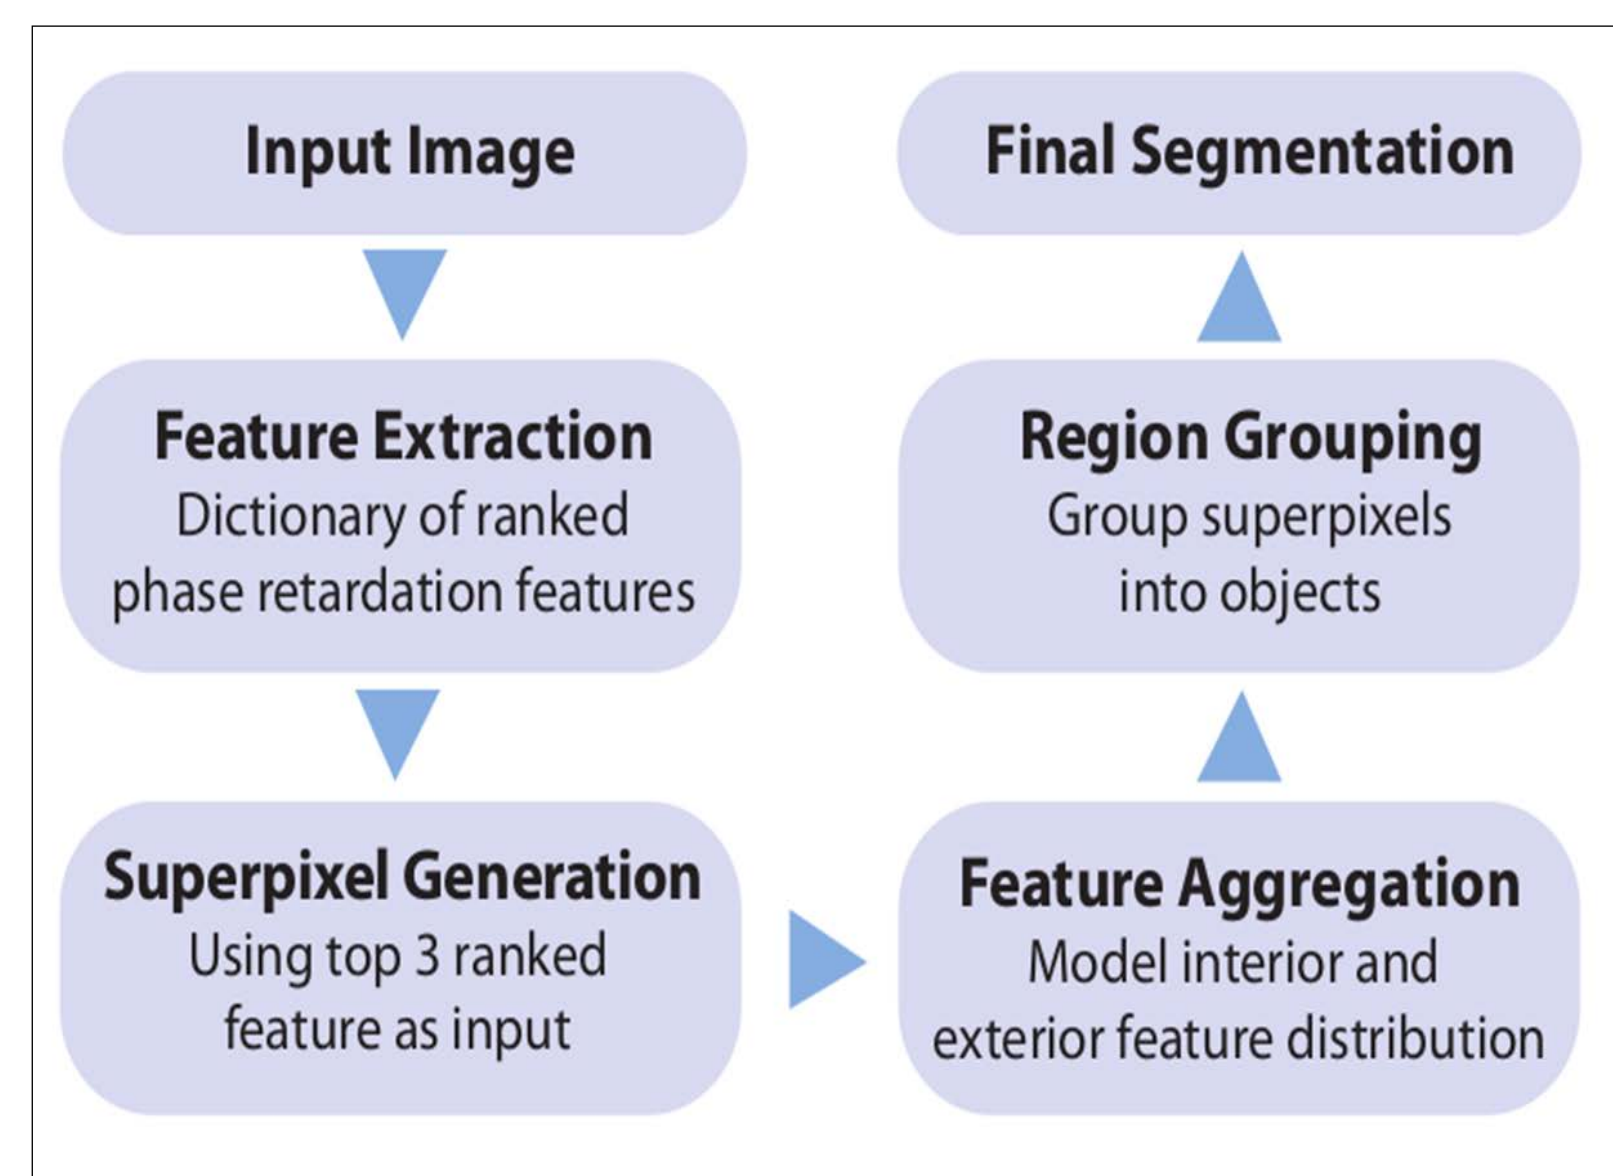 Input Image
Feature Extraction
Dictionary of ranked
phase retardation features
Superpixel Generation
Using top 3 ranked
feature as input
Feature Aggregation
Model interior and
exterior feature distribution
Region Grouping
Group superpixels
into objects
Final Segmentation